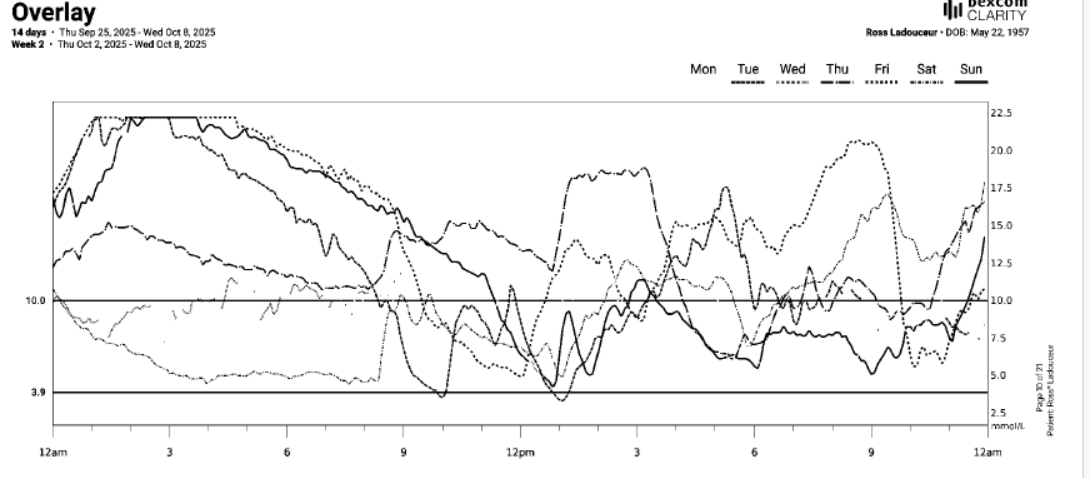 Overlay
14 days • Thu Sep 25, 2025 - Wed Oct 8, 2025
Week 2 • Thu Oct 2, 2025 - Wed Oct 8, 2025
Dexcom
CLARITY
Ross Ladouceur • DOB: May 22, 1957
Mon Tue Wed Thu Fri Sat Sun
22.5
20.0
17.5
15.0
12.5
10.0 10.0
7.5
5.0
3.9
2.5
mmol/L
12am 3 6 9 12pm 3 6 9 12am
Page 10 of 21
Patient: Ross* Ladouceur